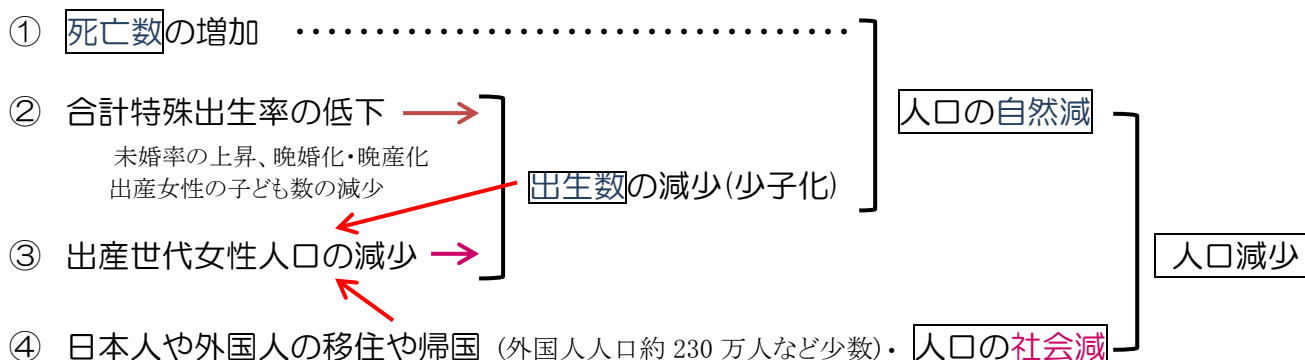 ① 死亡数の増加 ・・・・・・・・・・・・・・・・・・・・・・・・・・・・・・・・・・・
人口の自然減
② 合計特殊出生率の低下
未婚率の上昇、晩婚化・晩産化
出産女性の子ども数の減少
出生数の減少(少子化)
③ 出産世代女性人口の減少
人口減少
④ 日本人や外国人の移住や帰国 (外国人人口約 230 万人など少数)・ 人口の社会減